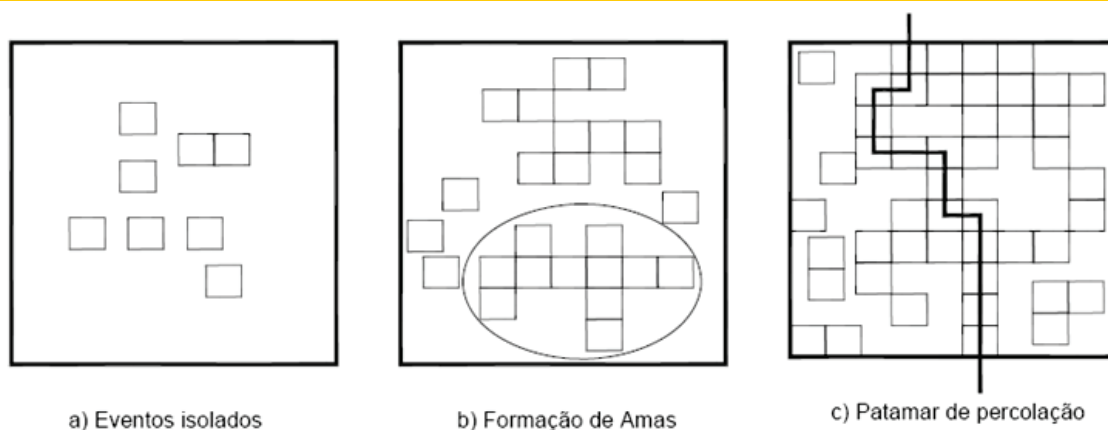 a) Eventos isolados
b) Formação de Amas
c) Patamar de percolação